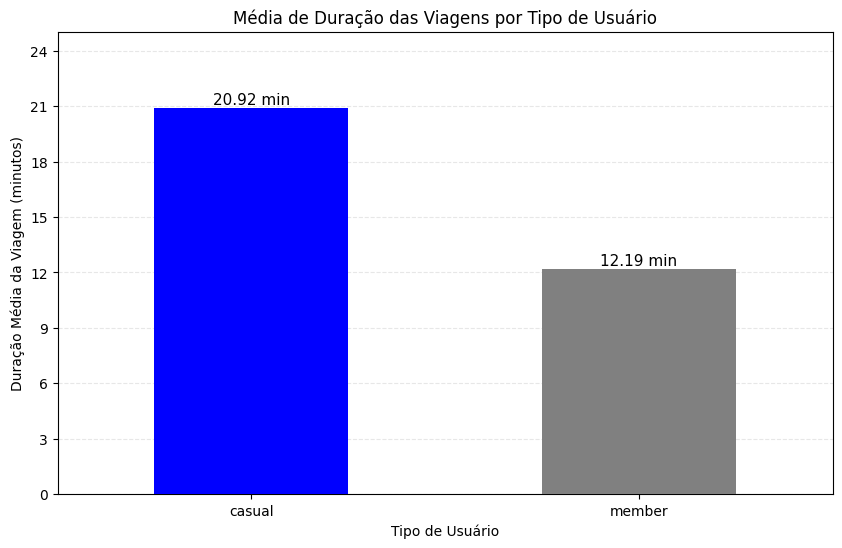 Média de Duração das Viagens por Tipo de Usuário
Duração Média da Viagem (minutos)
24
21
18
15
12
9
6
3
0
20.92 min
12.19 min
casual
member
Tipo de Usuário